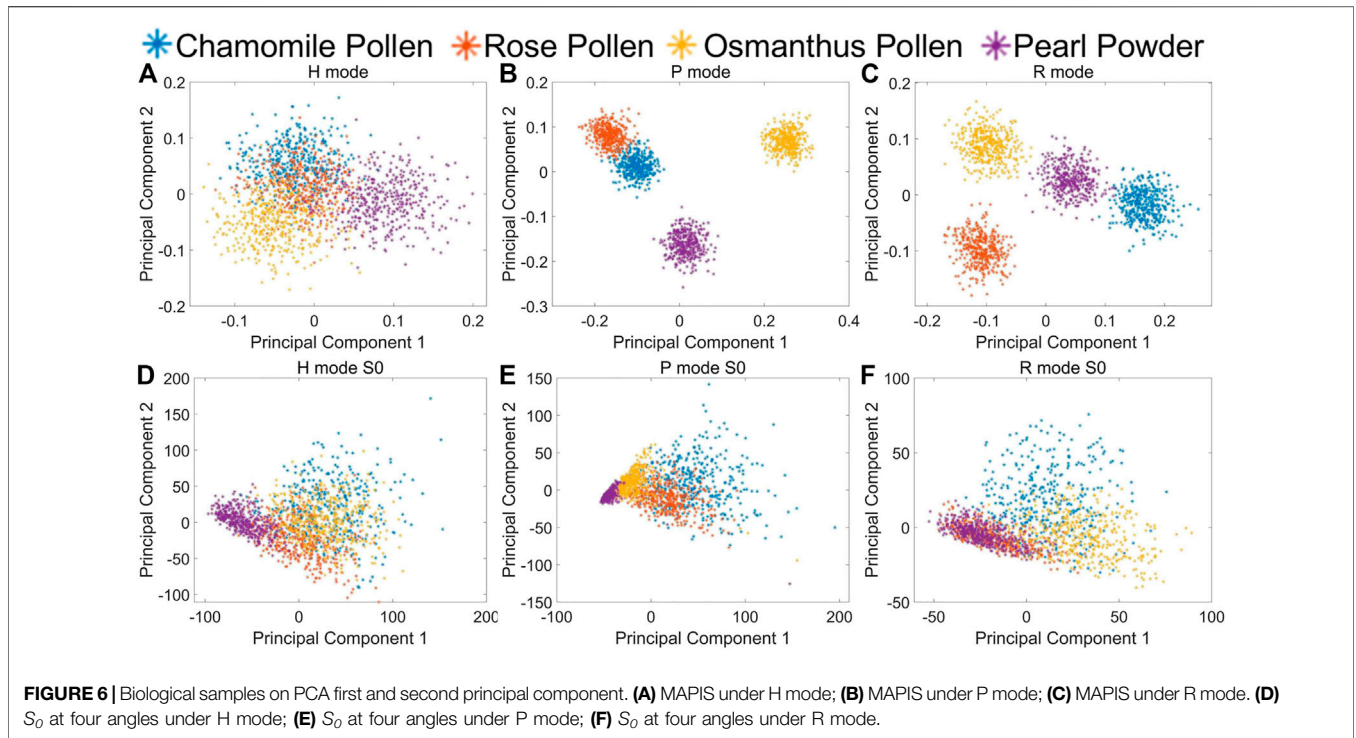 Chamomile Pollen Rose Pollen Osmanthus Pollen Pearl Powder
A H mode
0.2
0.1
0
-0.1
-0.2
Principal Component 2
-0.1 0 0.1 0.2
Principal Component 1
B P mode
0.2
0.1
0
-0.1
-0.2
-0.3
Principal Component 2
-0.2 0 0.2 0.4
Principal Component 1
C R mode
0.2
0.1
0
-0.1
Principal Component 2
-0.2 -0.1 0 0.1 0.2
Principal Component 1
D H mode S0
200
150
100
50
0
-50
-100
Principal Component 2
-100 0 100 200
Principal Component 1
E P mode S0
150
100
50
0
-50
-100
-150
Principal Component 2
0 100 200
Principal Component 1
F R mode S0
100
50
0
-50
Principal Component 2
-50 0 50 100
Principal Component 1
FIGURE 6 | Biological samples on PCA first and second principal component. (A) MAPIS under H mode; (B) MAPIS under P mode; (C) MAPIS under R mode. (D)
S0 at four angles under H mode; (E) S0 at four angles under P mode; (F) S0 at four angles under R mode.